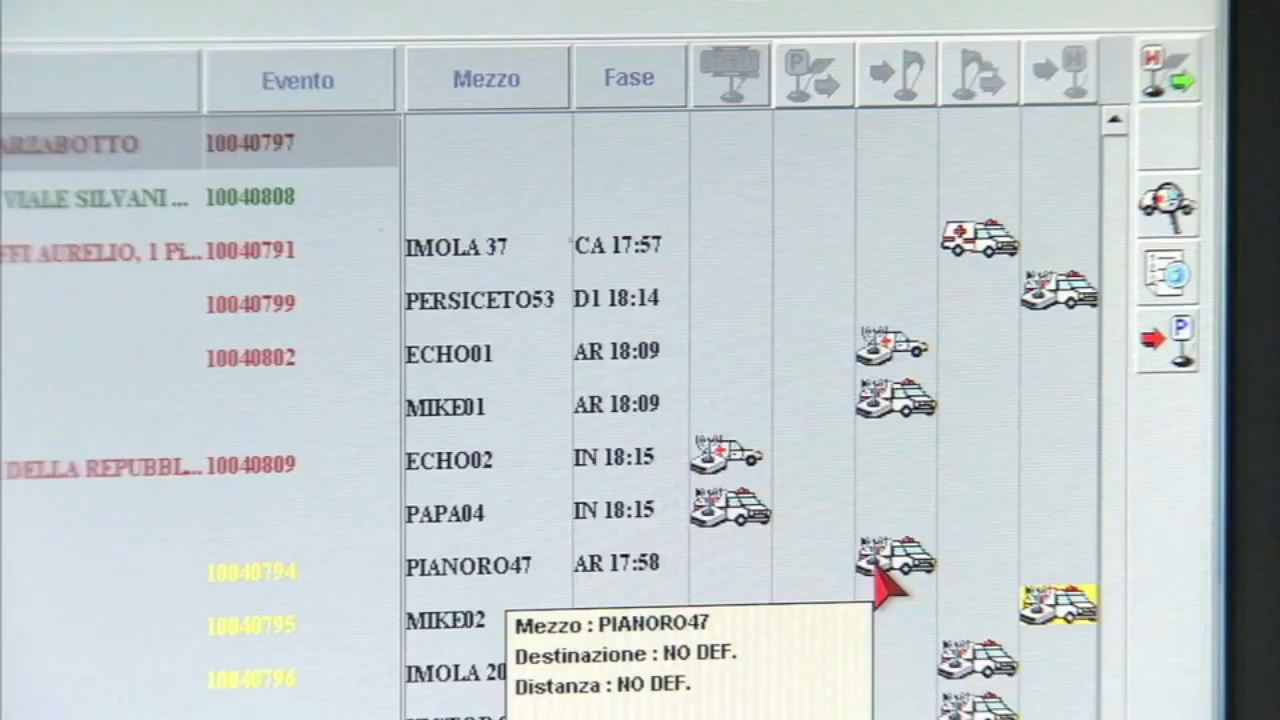 Evento Mezzo Fase
ARZABOTTO 10040797
VIALE SILVANI ... 10040808
FFI AURELIO, 1 Pi... 10040791 IMOLA 37 CA 17:57
10040799 PERSICETO53 D1 18:14
10040802 ECHO01 AR 18:09
MIKE01 AR 18:09
DELLA REPUBBL... 10040809 ECHO02 IN 18:15
PAPA04 IN 18:15
10040794 PIANORO47 AR 17:58
10040795 MIKE02
10040796 IMOLA 20
Mezzo : PIANORO47
Destinazione : NO DEF.
Distanza : NO DEF.
P
H
H
P